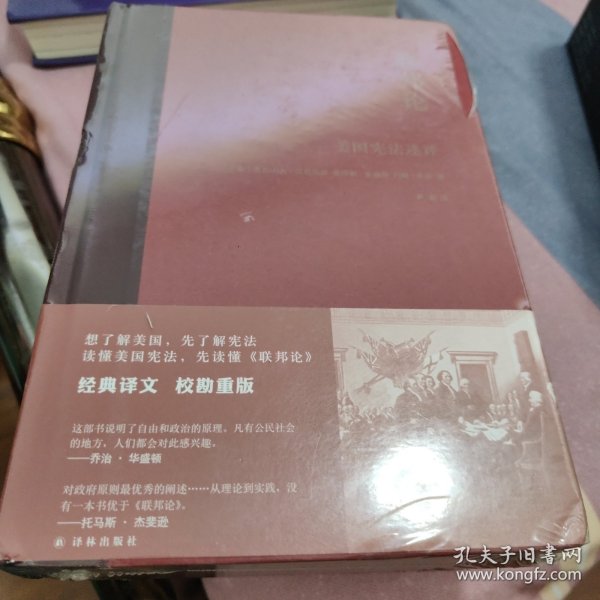 论
美国宪法述评
想了解美国，先了解宪法
读懂美国宪法，先读懂《联邦论》
经典译文 校勘重版
这部书说明了自由和政治的原理。凡有公民社会
的地方，人们都会对此感兴趣。
——乔治·华盛顿
对政府原则最优秀的阐述……从理论到实践，没
有一本书优于《联邦论》。
——托马斯·杰斐逊
译林出版社
孔夫子旧书网
www.kongfz.com